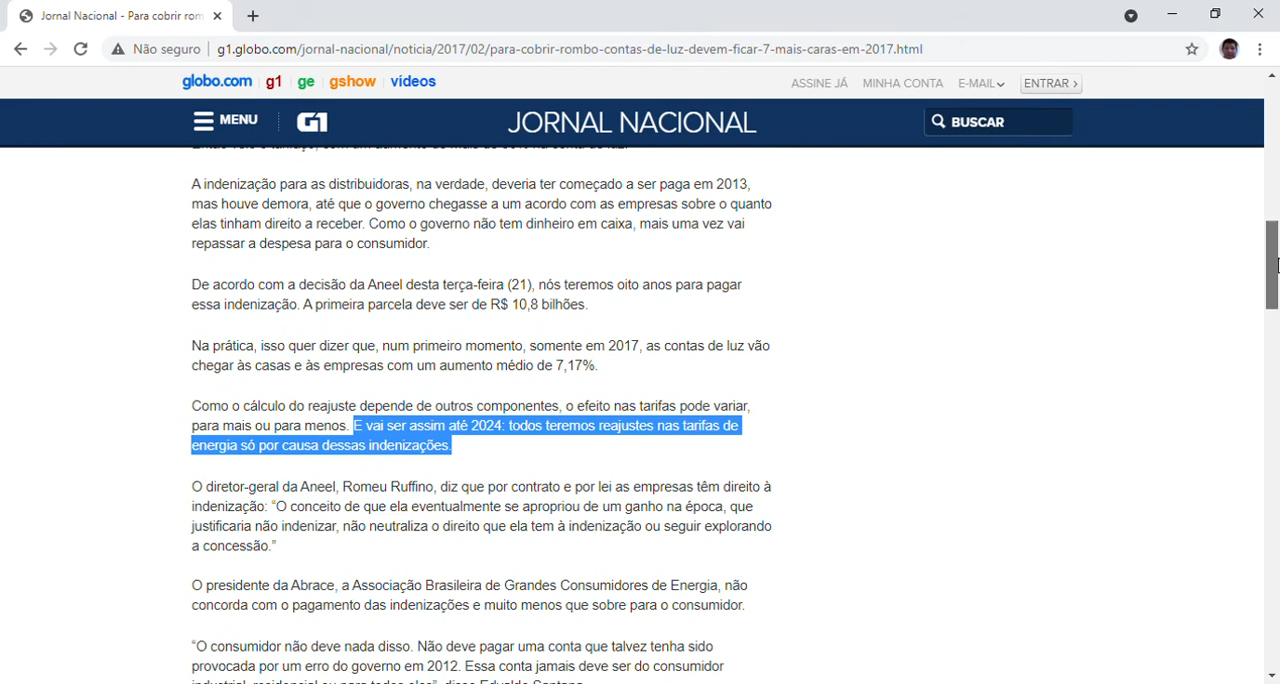 Jornal Nacional - Para cobrir rom
Não seguro
g1.globo.com/jornal-nacional/noticia/2017/02/para-cobrir-rombo-contas-de-luz-devem-ficar-7-mais-caras-em-2017.html
globo.com g1 ge gshow videos
ASSINE JÁ MINHA CONTA E-MAIL ENTRAR ›
MENU G1 JORNAL NACIONAL BUSCAR
A indenização para as distribuidoras, na verdade, deveria ter começado a ser paga em 2013,
mas houve demora, até que o governo chegasse a um acordo com as empresas sobre o quanto
elas tinham direito a receber. Como o governo não tem dinheiro em caixa, mais uma vez vai
repassar a despesa para o consumidor.
De acordo com a decisão da Aneel desta terça-feira (21), nós teremos oito anos para pagar
essa indenização. A primeira parcela deve ser de R$ 10,8 bilhões.
Na prática, isso quer dizer que, num primeiro momento, somente em 2017, as contas de luz vão
chegar às casas e às empresas com um aumento médio de 7,17%.
Como o cálculo do reajuste depende de outros componentes, o efeito nas tarifas pode variar,
para mais ou para menos. E vai ser assim até 2024: todos teremos reajustes nas tarifas de
energia só por causa dessas indenizações.
O diretor-geral da Aneel, Romeu Ruffino, diz que por contrato e por lei as empresas têm direito à
indenização: “O conceito de que ela eventualmente se apropriou de um ganho na época, que
justificaria não indenizar, não neutraliza o direito que ela tem à indenização ou seguir explorando
a concessão.”
O presidente da Abrace, a Associação Brasileira de Grandes Consumidores de Energia, não
concorda com o pagamento das indenizações e muito menos que sobre para o consumidor.
“O consumidor não deve nada disso. Não deve pagar uma conta que talvez tenha sido
provocada por um erro do governo em 2012. Essa conta jamais deve ser do consumidor